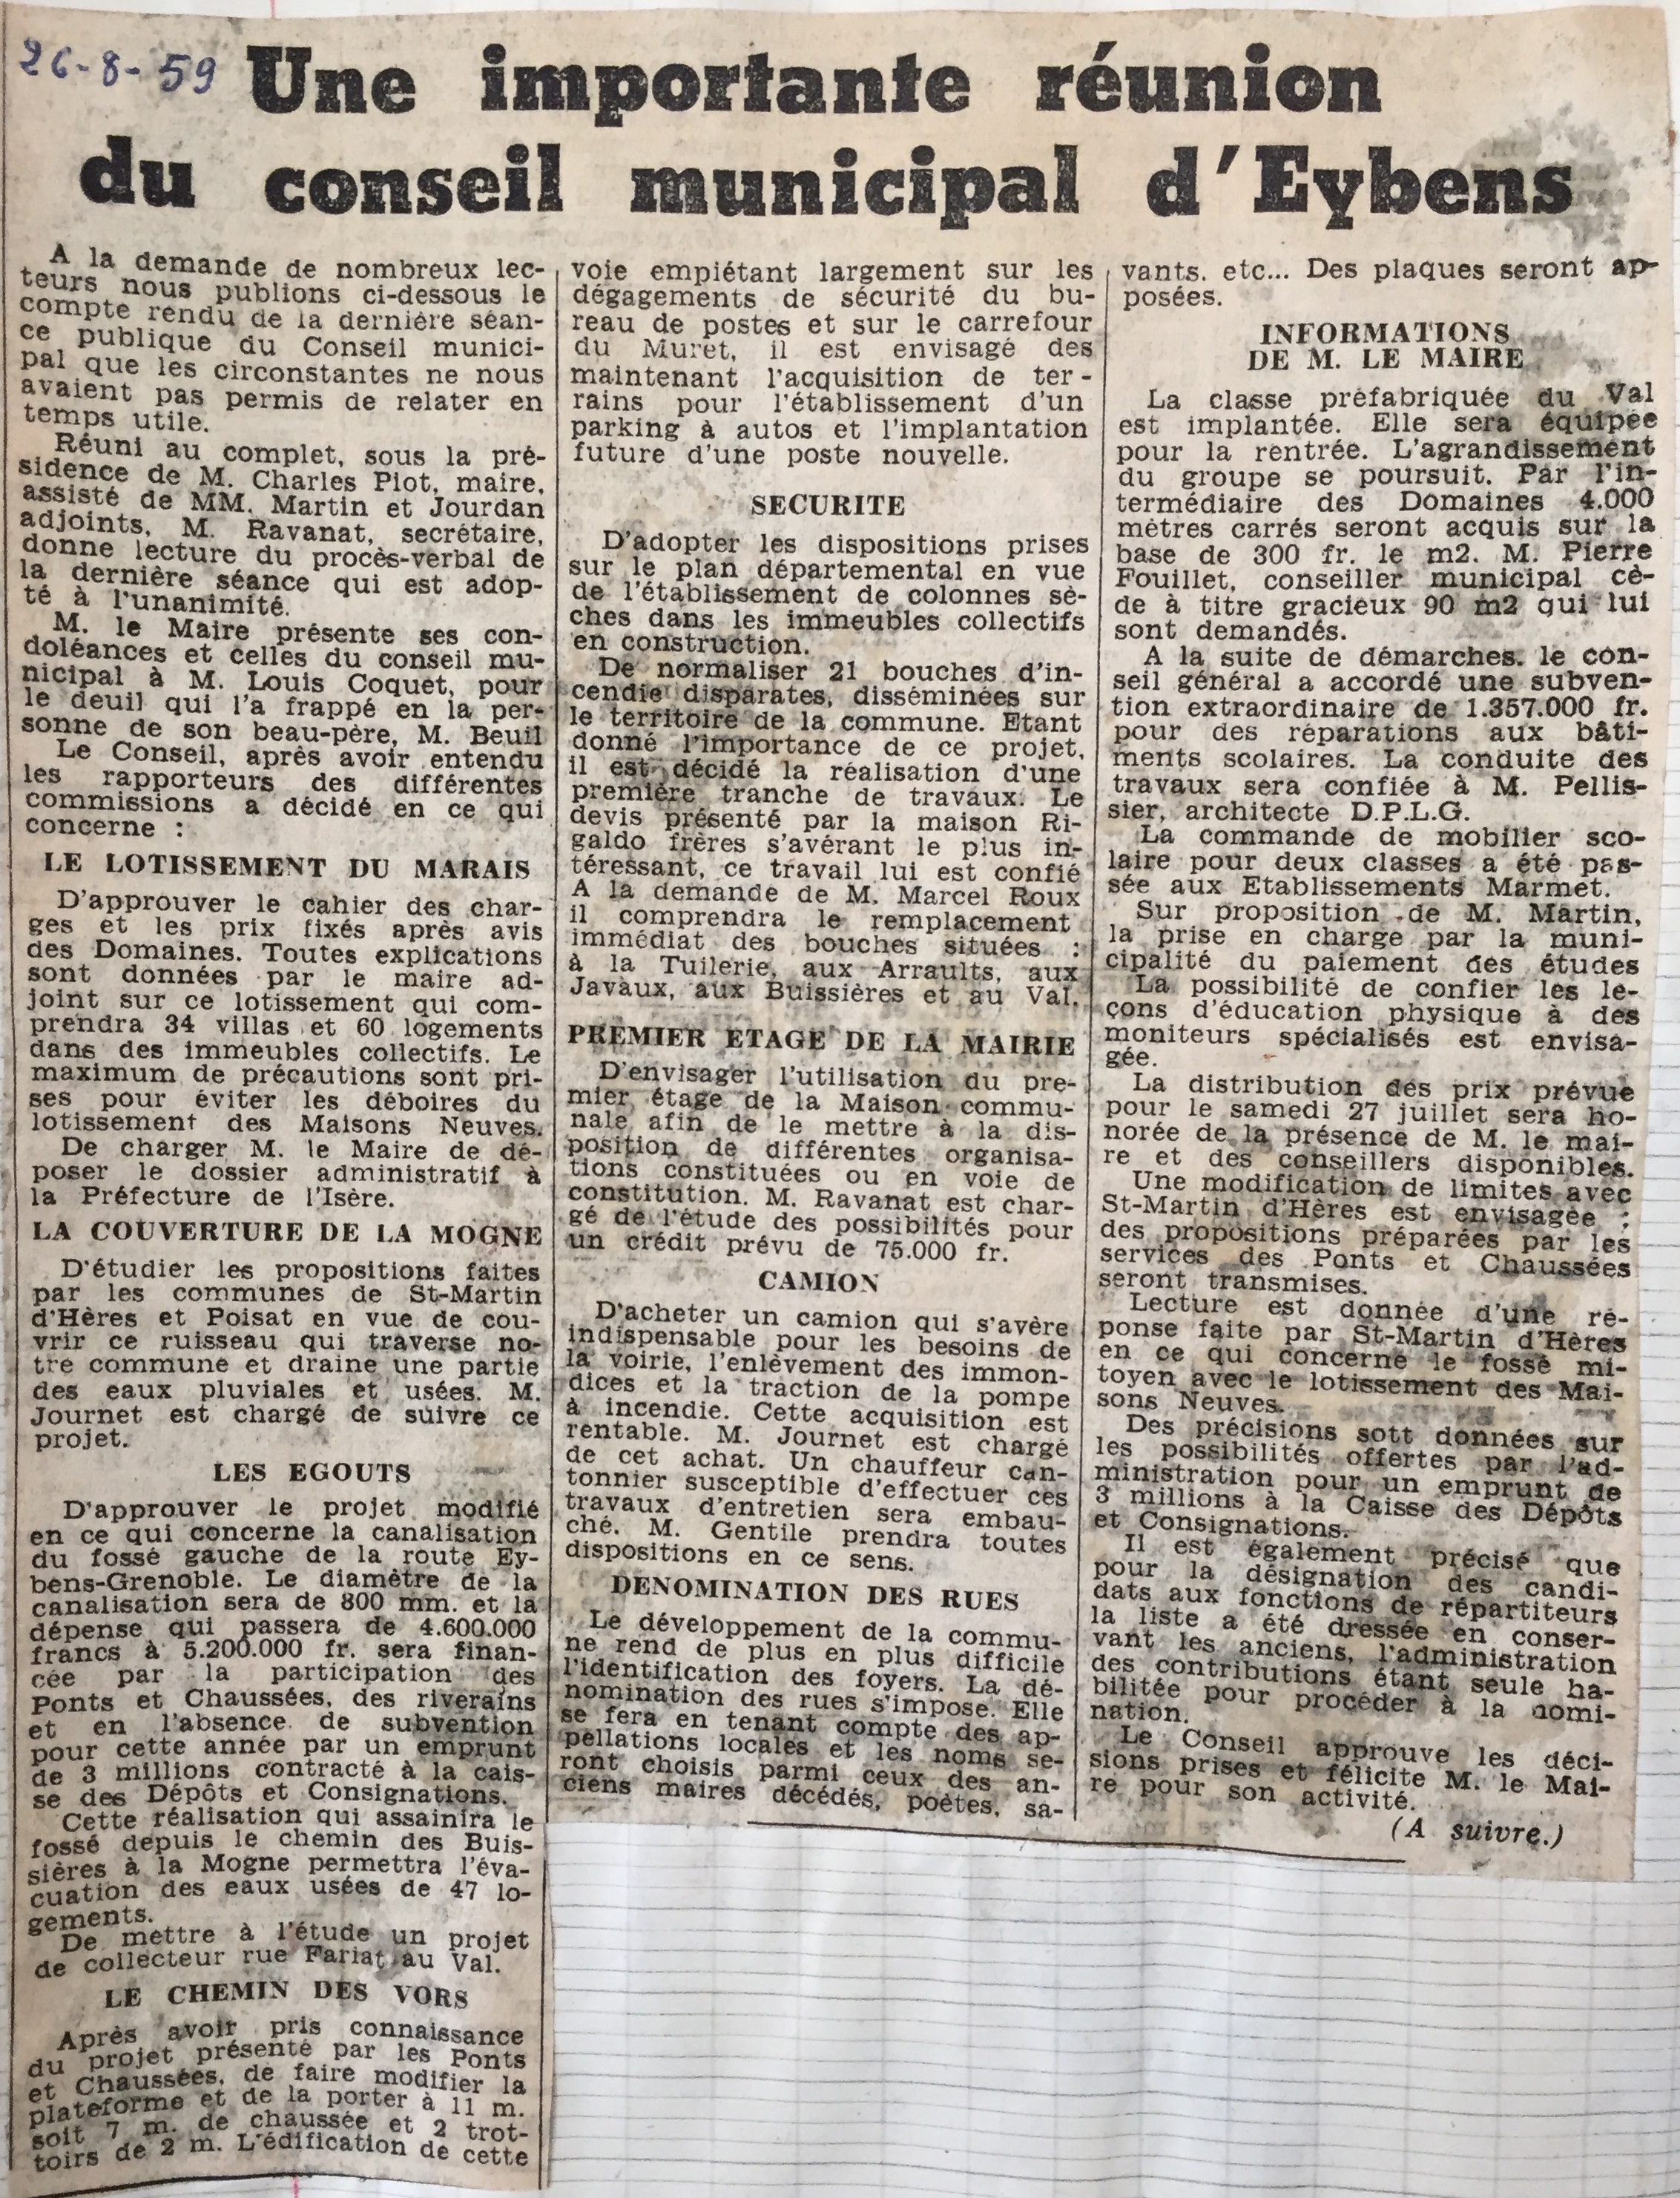 26-8-59
Une importante réunion
du conseil municipal d'Eybens
A la demande de nombreux lec-
teurs nous publions ci-dessous le
compte rendu de la dernière séan-
ce publique du Conseil munici-
pal que les circonstantes ne nous
avaient pas permis de relater en
temps utile.
Réuni au complet, sous la pré-
sidence de M. Charles Piot, maire,
assisté de MM. Martin et Jourdan
adjoints, M. Ravanat, secrétaire,
donne lecture du procès-verbal de
la dernière séance qui est adop-
té à l'unanimité.
M. le Maire présente ses con-
doléances et celles du conseil mu-
nicipal à M. Louis Coquet, pour
le deuil qui l'a frappé en la per-
sonne de son beau-père, M. Beuil
Le Conseil, après avoir entendu
les rapporteurs des différentes
commissions a décidé en ce qui
concerne :
LE LOTISSEMENT DU MARAIS
D'approuver le cahier des char-
ges et les prix fixés après avis
des Domaines. Toutes explications
sont données par le maire ad-
joint sur ce lotissement qui com-
prendra 34 villas et 60 logements
dans des immeubles collectifs. Le
maximum de précautions sont pri-
ses pour éviter les déboires du
lotissement des Maisons Neuves.
De charger M. le Maire de dé-
poser le dossier administratif à
la Préfecture de l'Isère.
LA COUVERTURE DE LA MOGNE
D'étudier les propositions faites
par les communes de St-Martin
d'Hères et Poisat en vue de cou-
vrir ce ruisseau qui traverse no-
tre commune et draine une partie
des eaux pluviales et usées. M.
Journet est chargé de suivre ce
projet.
LES EGOUTS
D'approuver le projet modifié
en ce qui concerne la canalisation
du fossé gauche de la route Ey-
bens-Grenoble. Le diamètre de la
canalisation sera de 800 mm. et la
dépense qui passera de 4.600.000
francs à 5.200.000 fr. sera finan-
cée par la participation des
Ponts et Chaussées, des riverains
et en l'absence de subvention
pour cette année par un emprunt
de 3 millions contracté à la cais-
se des Dépôts et Consignations.
Cette réalisation qui assainira le
fossé depuis le chemin des Buis-
sières à la Mogne permettra l'éva-
cuation des eaux usées de 47 lo-
gements.
De mettre à l'étude un projet
de collecteur rue Fariat au Val.
LE CHEMIN DES VORS
Après avoir pris connaissance
du projet présenté par les Ponts
et Chaussées, de faire modifier la
plateforme et de la porter à 11 m.
soit 7 m. de chaussée et 2 trot-
toirs de 2 m. L'édification de cette
voie empiétant largement sur les
dégagements de sécurité du bu-
reau de postes et sur le carrefour
du Muret, il est envisagé des
maintenant l'acquisition de ter-
rains pour l'établissement d'un
parking à autos et l'implantation
future d'une poste nouvelle.
SECURITE
D'adopter les dispositions prises
sur le plan départemental en vue
de l'établissement de colonnes sè-
ches dans les immeubles collectifs
en construction.
De normaliser 21 bouches d'in-
cendie disparates, disséminées sur
le territoire de la commune. Etant
donné l'importance de ce projet,
il est décidé la réalisation d'une
première tranche de travaux. Le
devis présenté par la maison Ri-
galdo frères s'avérant le plus in-
téressant, ce travail lui est confié
A la demande de M. Marcel Roux
il comprendra le remplacement
immédiat des bouches situées :
à la Tuilerie, aux Arraults, aux
Javaux, aux Buissières et au Val.
PREMIER ETAGE DE LA MAIRIE
D'envisager l'utilisation du pre-
mier étage de la Maison commu-
nale afin de le mettre à la dis-
position de différentes organisa-
tions constituées ou en voie de
constitution. M. Ravanat est char-
gé de l'étude des possibilités pour
un crédit prévu de 75.000 fr.
CAMION
D'acheter un camion qui s'avère
indispensable pour les besoins de
la voirie, l'enlèvement des immon-
dices et la traction de la pompe
à incendie. Cette acquisition est
rentable. M. Journet est chargé
de cet achat. Un chauffeur can-
tonnier susceptible d'effectuer ces
travaux d'entretien sera embau-
ché. M. Gentile prendra toutes
dispositions en ce sens.
DENOMINATION DES RUES
Le développement de la commu-
ne rend de plus en plus difficile
l'identification des foyers. La dé-
nomination des rues s'impose. Elle
se fera en tenant compte des ap-
pellations locales et les noms se-
ront choisis parmi ceux des an-
ciens maires décédés, poètes, sa-
vants. etc... Des plaques seront ap-
posées.
INFORMATIONS
DE M. LE MAIRE
La classe préfabriquée du Val
est implantée. Elle sera équipée
pour la rentrée. L'agrandissement
du groupe se poursuit. Par l'in-
termédiaire des Domaines 4.000
mètres carrés seront acquis sur la
base de 300 fr. le m2. M. Pierre
Fouillet, conseiller municipal cè-
de à titre gracieux 90 m2 qui lui
sont demandés.
A la suite de démarches. le con-
seil général a accordé une subven-
tion extraordinaire de 1.357.000 fr.
pour des réparations aux bâti-
ments scolaires. La conduite des
travaux sera confiée à M. Pellis-
sier, architecte D.P.L.G.
La commande de mobilier sco-
laire pour deux classes a été pas-
sée aux Etablissements Marmet.
Sur proposition de M. Martin,
la prise en charge par la muni-
cipalité du paiement des études
La possibilité de confier les le-
çons d'éducation physique à des
moniteurs spécialisés est envisa-
gée.
La distribution des prix prévue
pour le samedi 27 juillet sera ho-
norée de la présence de M. le mai-
re et des conseillers disponibles.
Une modification de limites avec
St-Martin d'Hères est envisagée ;
des propositions préparées par les
services des Ponts et Chaussées
seront transmises.
Lecture est donnée d'une ré-
ponse faite par St-Martin d'Hères
en ce qui concerne le fossé mi-
toyen avec le lotissement des Mai-
sons Neuves.
Des précisions sott données sur
les possibilités offertes par l'ad-
ministration pour un emprunt de
3 millions à la Caisse des Dépôts
et Consignations.
Il est également précisé que
pour la désignation des candi-
dats aux fonctions de répartiteurs
la liste a été dressée en conser-
vant les anciens, l'administration
des contributions étant seule ha-
bilitée pour procéder à la nomi-
nation.
Le Conseil approuve les déci-
sions prises et félicite M. le Mai-
re pour son activité.
(A suivre.)